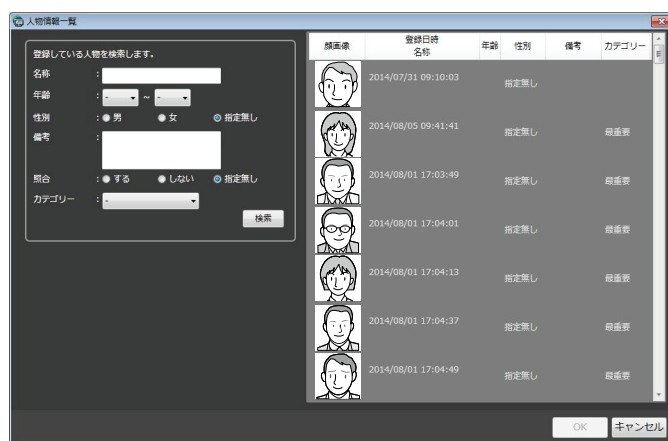 人物情報一覧
登録している人物を検索します。
名称 :
年齢 : - ~ -
性別 : 男 女 指定無し
備考 :
照合 : する しない 指定無し
カテゴリー : -
検索
顔画像 登録日時 名称 年齢 性別 備考 カテゴリー
2014/07/31 09:10:03
指定無し
2014/08/05 09:41:41
指定無し 最重要
2014/08/01 17:03:49
指定無し 最重要
2014/08/01 17:04:01
指定無し 最重要
2014/08/01 17:04:13
指定無し 最重要
2014/08/01 17:04:37
指定無し 最重要
2014/08/01 17:04:49
指定無し 最重要
OK キャンセル